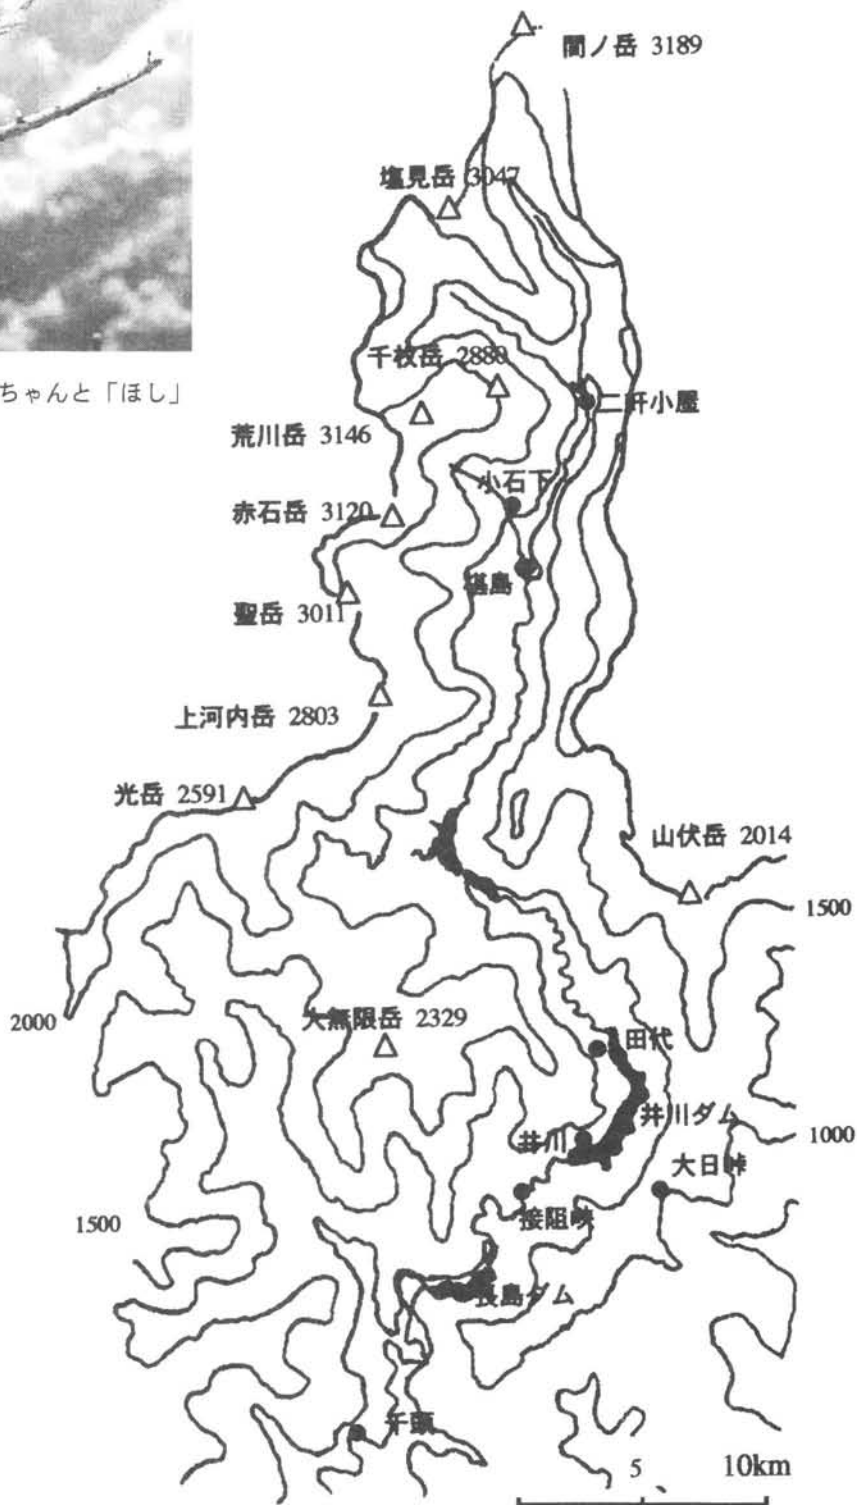 間ノ岳 3189
塩見岳 3047
千枚岳 2880
ちゃんと「ほし」
二軒小屋
荒川岳 3146
小石下
赤石岳 3120
椹島
聖岳 3011
上河内岳 2803
光岳 2591
山伏岳 2014
1500
2000
大無限岳 2329
田代
井川ダム
1000
井川
大日峠
接阻峡
1500
長島ダム
千頭
5
10km